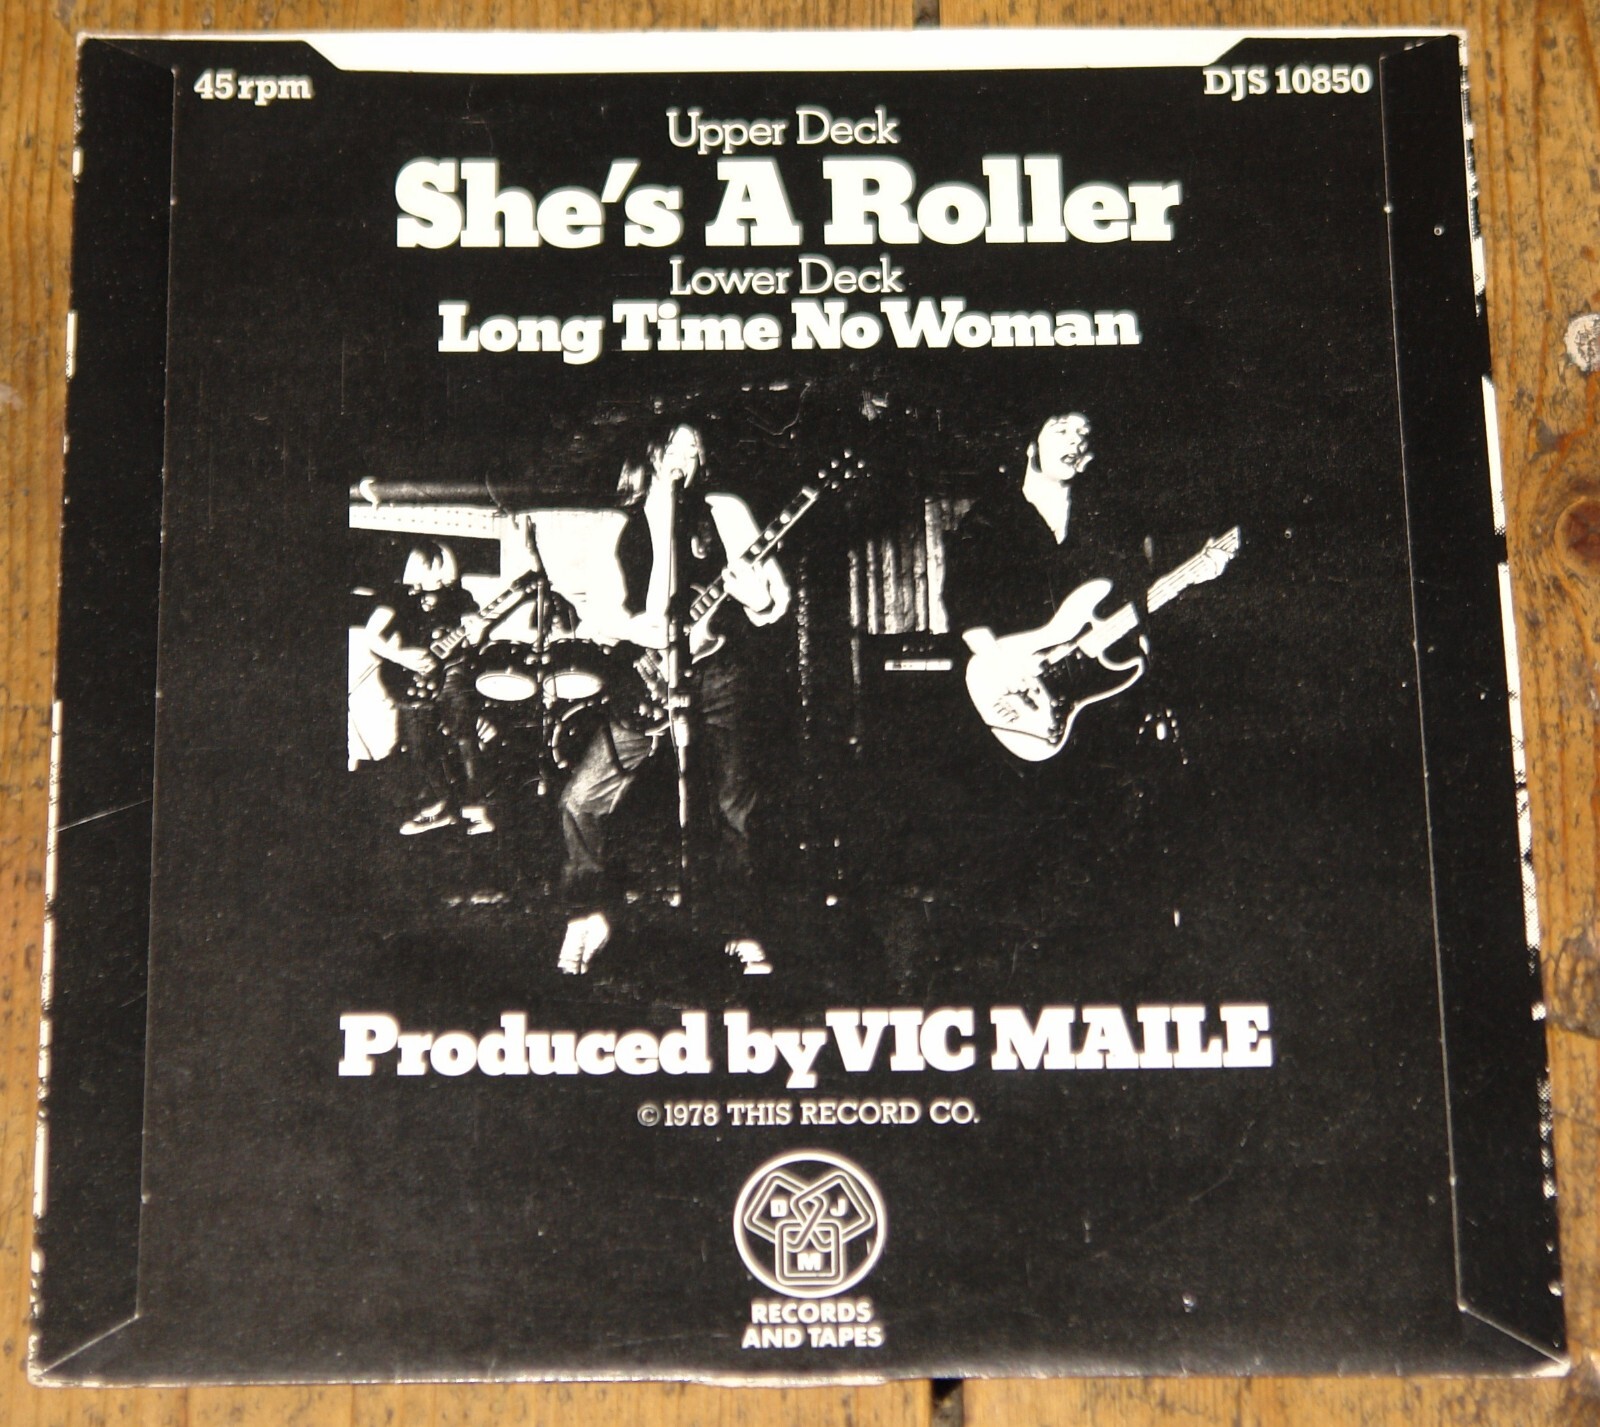 45 rpm
DJS 10850
Upper Deck
She's A Roller
Lower Deck
Long Time No Woman
Produced by VIC MAILE
© 1978 THIS RECORD CO.
D J
M
RECORDS
AND TAPES